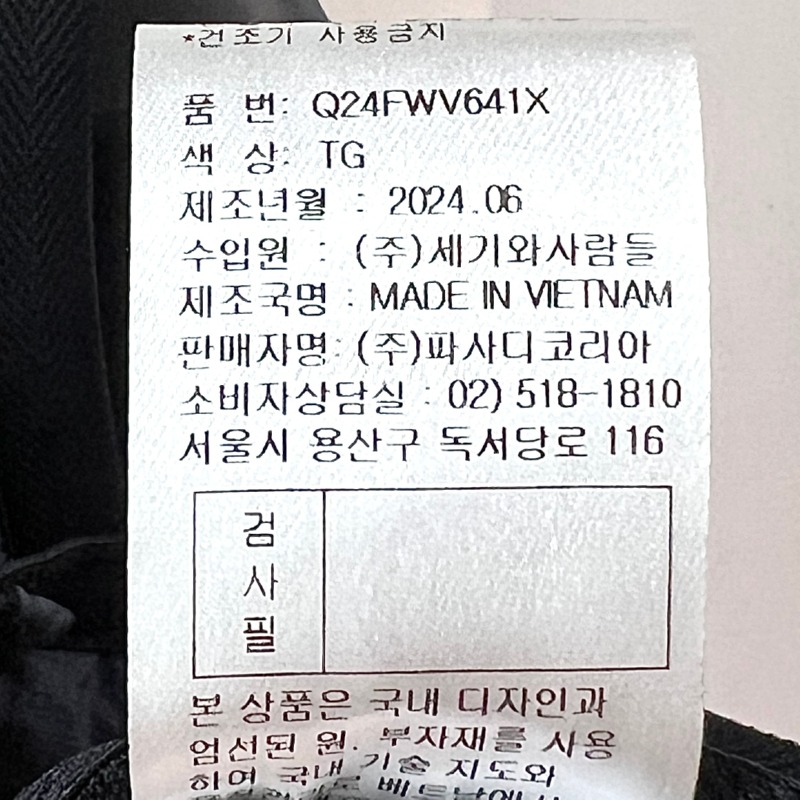 *건조기 사용금지
품 번: Q24FWV641X
색 상: TG
제조년월 : 2024.06
수입원 : (주)세기와사람들
제조국명 : MADE IN VIETNAM
판매자명: (주)파사디코리아
소비자상담실 : 02) 518-1810
서울시 용산구 독서당로 116
검
사
필
본 상품은 국내 디자인과
엄선된 원, 부자재를 사용
하여 국내 기술 지도와
베트남에서